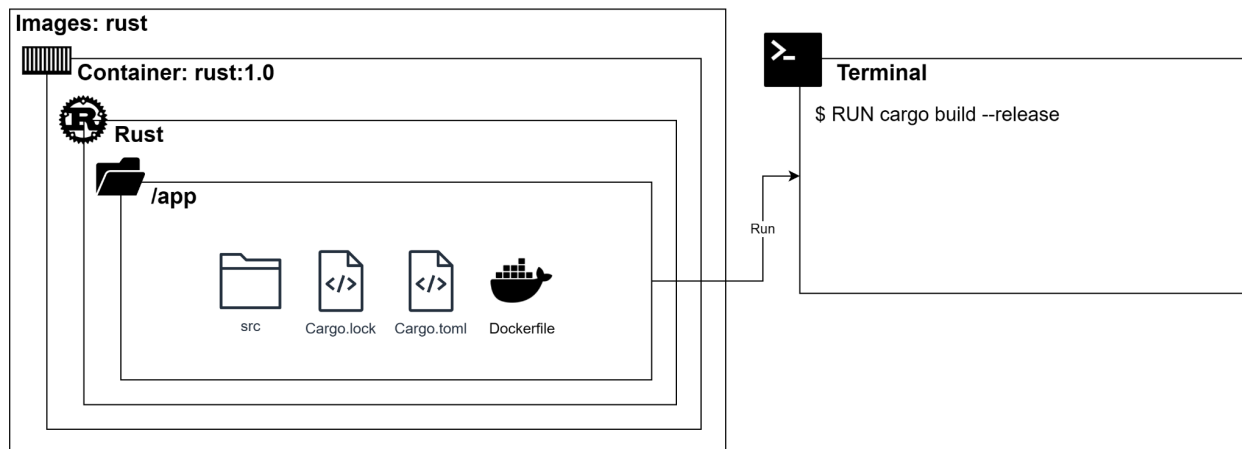 Images: rust
Container: rust:1.0
Rust
/app
src
Cargo.lock
Cargo.toml
Dockerfile
Run
Terminal
$ RUN cargo build --release